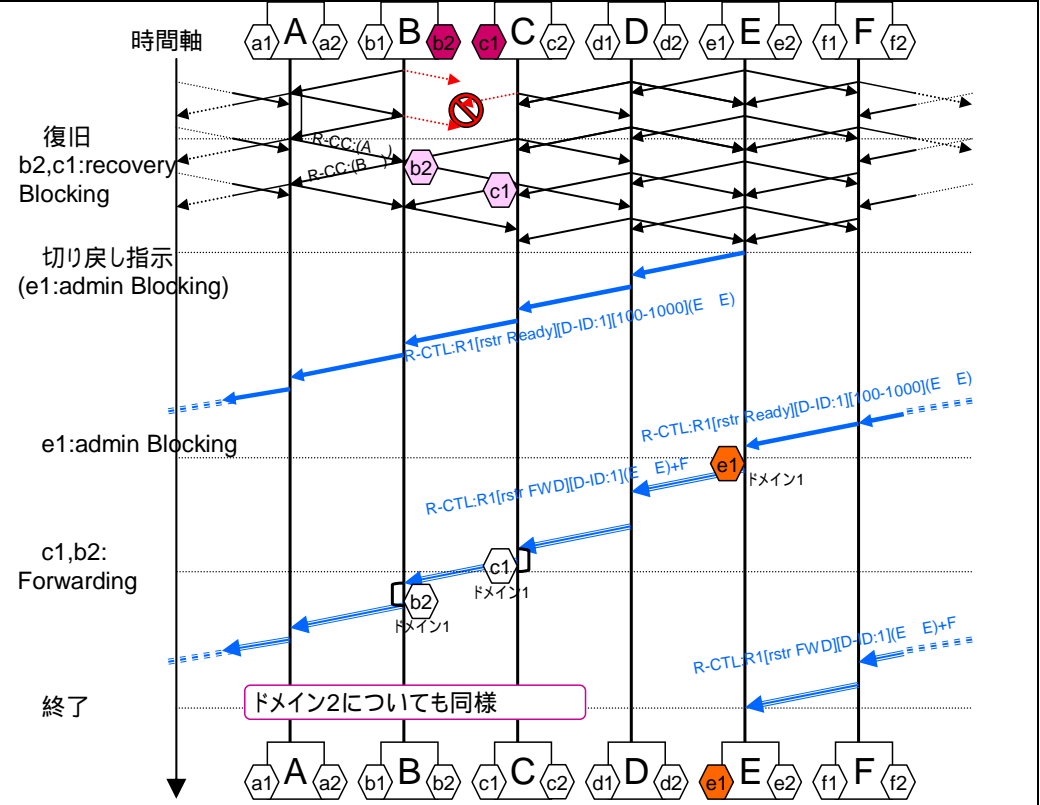 時間軸
a1 A a2 b1 B b2 c1 C c2 d1 D d2 e1 E e2 f1 F f2
復旧
b2,c1:recovery
Blocking
R-CC:(A )
R-CC:(B )
b2
c1
切り戻し指示
(e1:admin Blocking)
R-CTL:R1[rstr Ready][D-ID:1][100-1000](E E)
R-CTL:R1[rstr Ready][D-ID:1][100-1000](E E)
e1:admin Blocking
e1
ドメイン1
R-CTL:R1[rstr FWD][D-ID:1](E E)+F
c1,b2:
Forwarding
c1
ドメイン1
b2
ドメイン1
R-CTL:R1[rstr FWD][D-ID:1](E E)+F
終了
ドメイン2についても同様
a1 A a2 b1 B b2 c1 C c2 d1 D d2 e1 E e2 f1 F f2